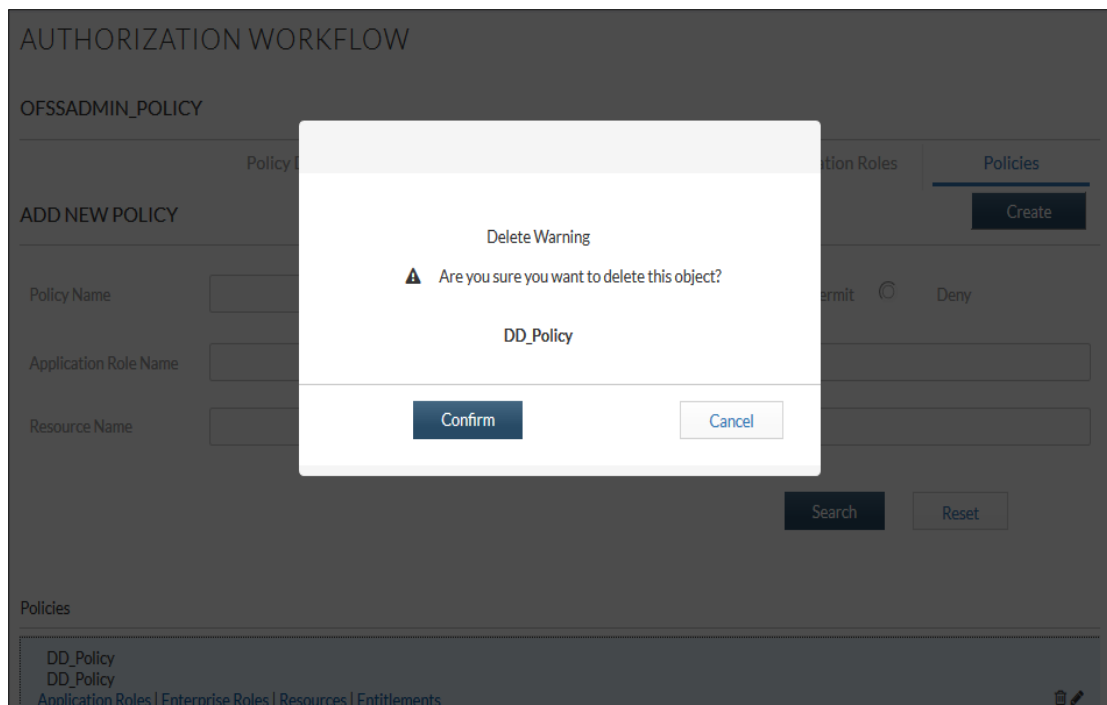 AUTHORIZATION WORKFLOW
OFSSADMIN_POLICY
Policy D
ation Roles
Policies
ADD NEW POLICY
Create
Delete Warning
Are you sure you want to delete this object?
DD_Policy
Policy Name
ermit
Deny
Application Role Name
Resource Name
Confirm
Cancel
Search
Reset
Policies
DD_Policy
DD_Policy
Application Roles | Enterprise Roles | Resources | Entitlements